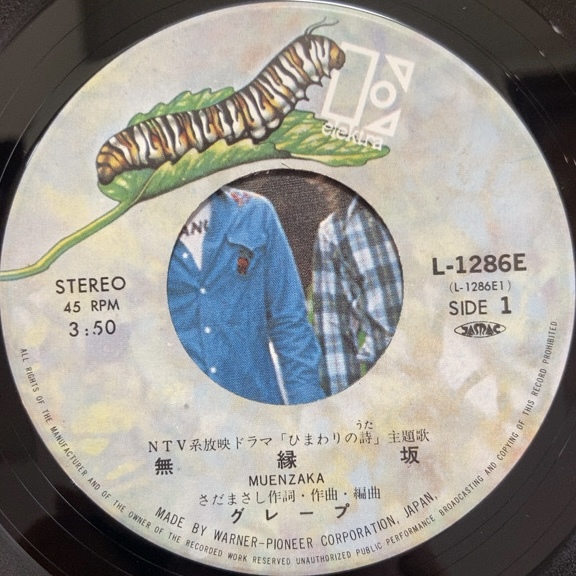 elektra
STEREO
45 RPM
3:50
L-1286E
(L-1286E1)
SIDE 1
JASRAC
NTV系放映ドラマ「ひまわりの詩」主題歌
うた
無縁坂
MUENZAKA
さだまさし作詞・作曲・編曲
グレープ
MADE BY WARNER-PIONEER CORPORATION, JAPAN.
ALL RIGHTS OF THE MANUFACTURER AND OF THE OWNER OF THE RECORDED WORK RESERVED UNAUTHORIZED PUBLIC PERFORMANCE BROADCASTING AND COPYING OF THIS RECORD PROHIBITED